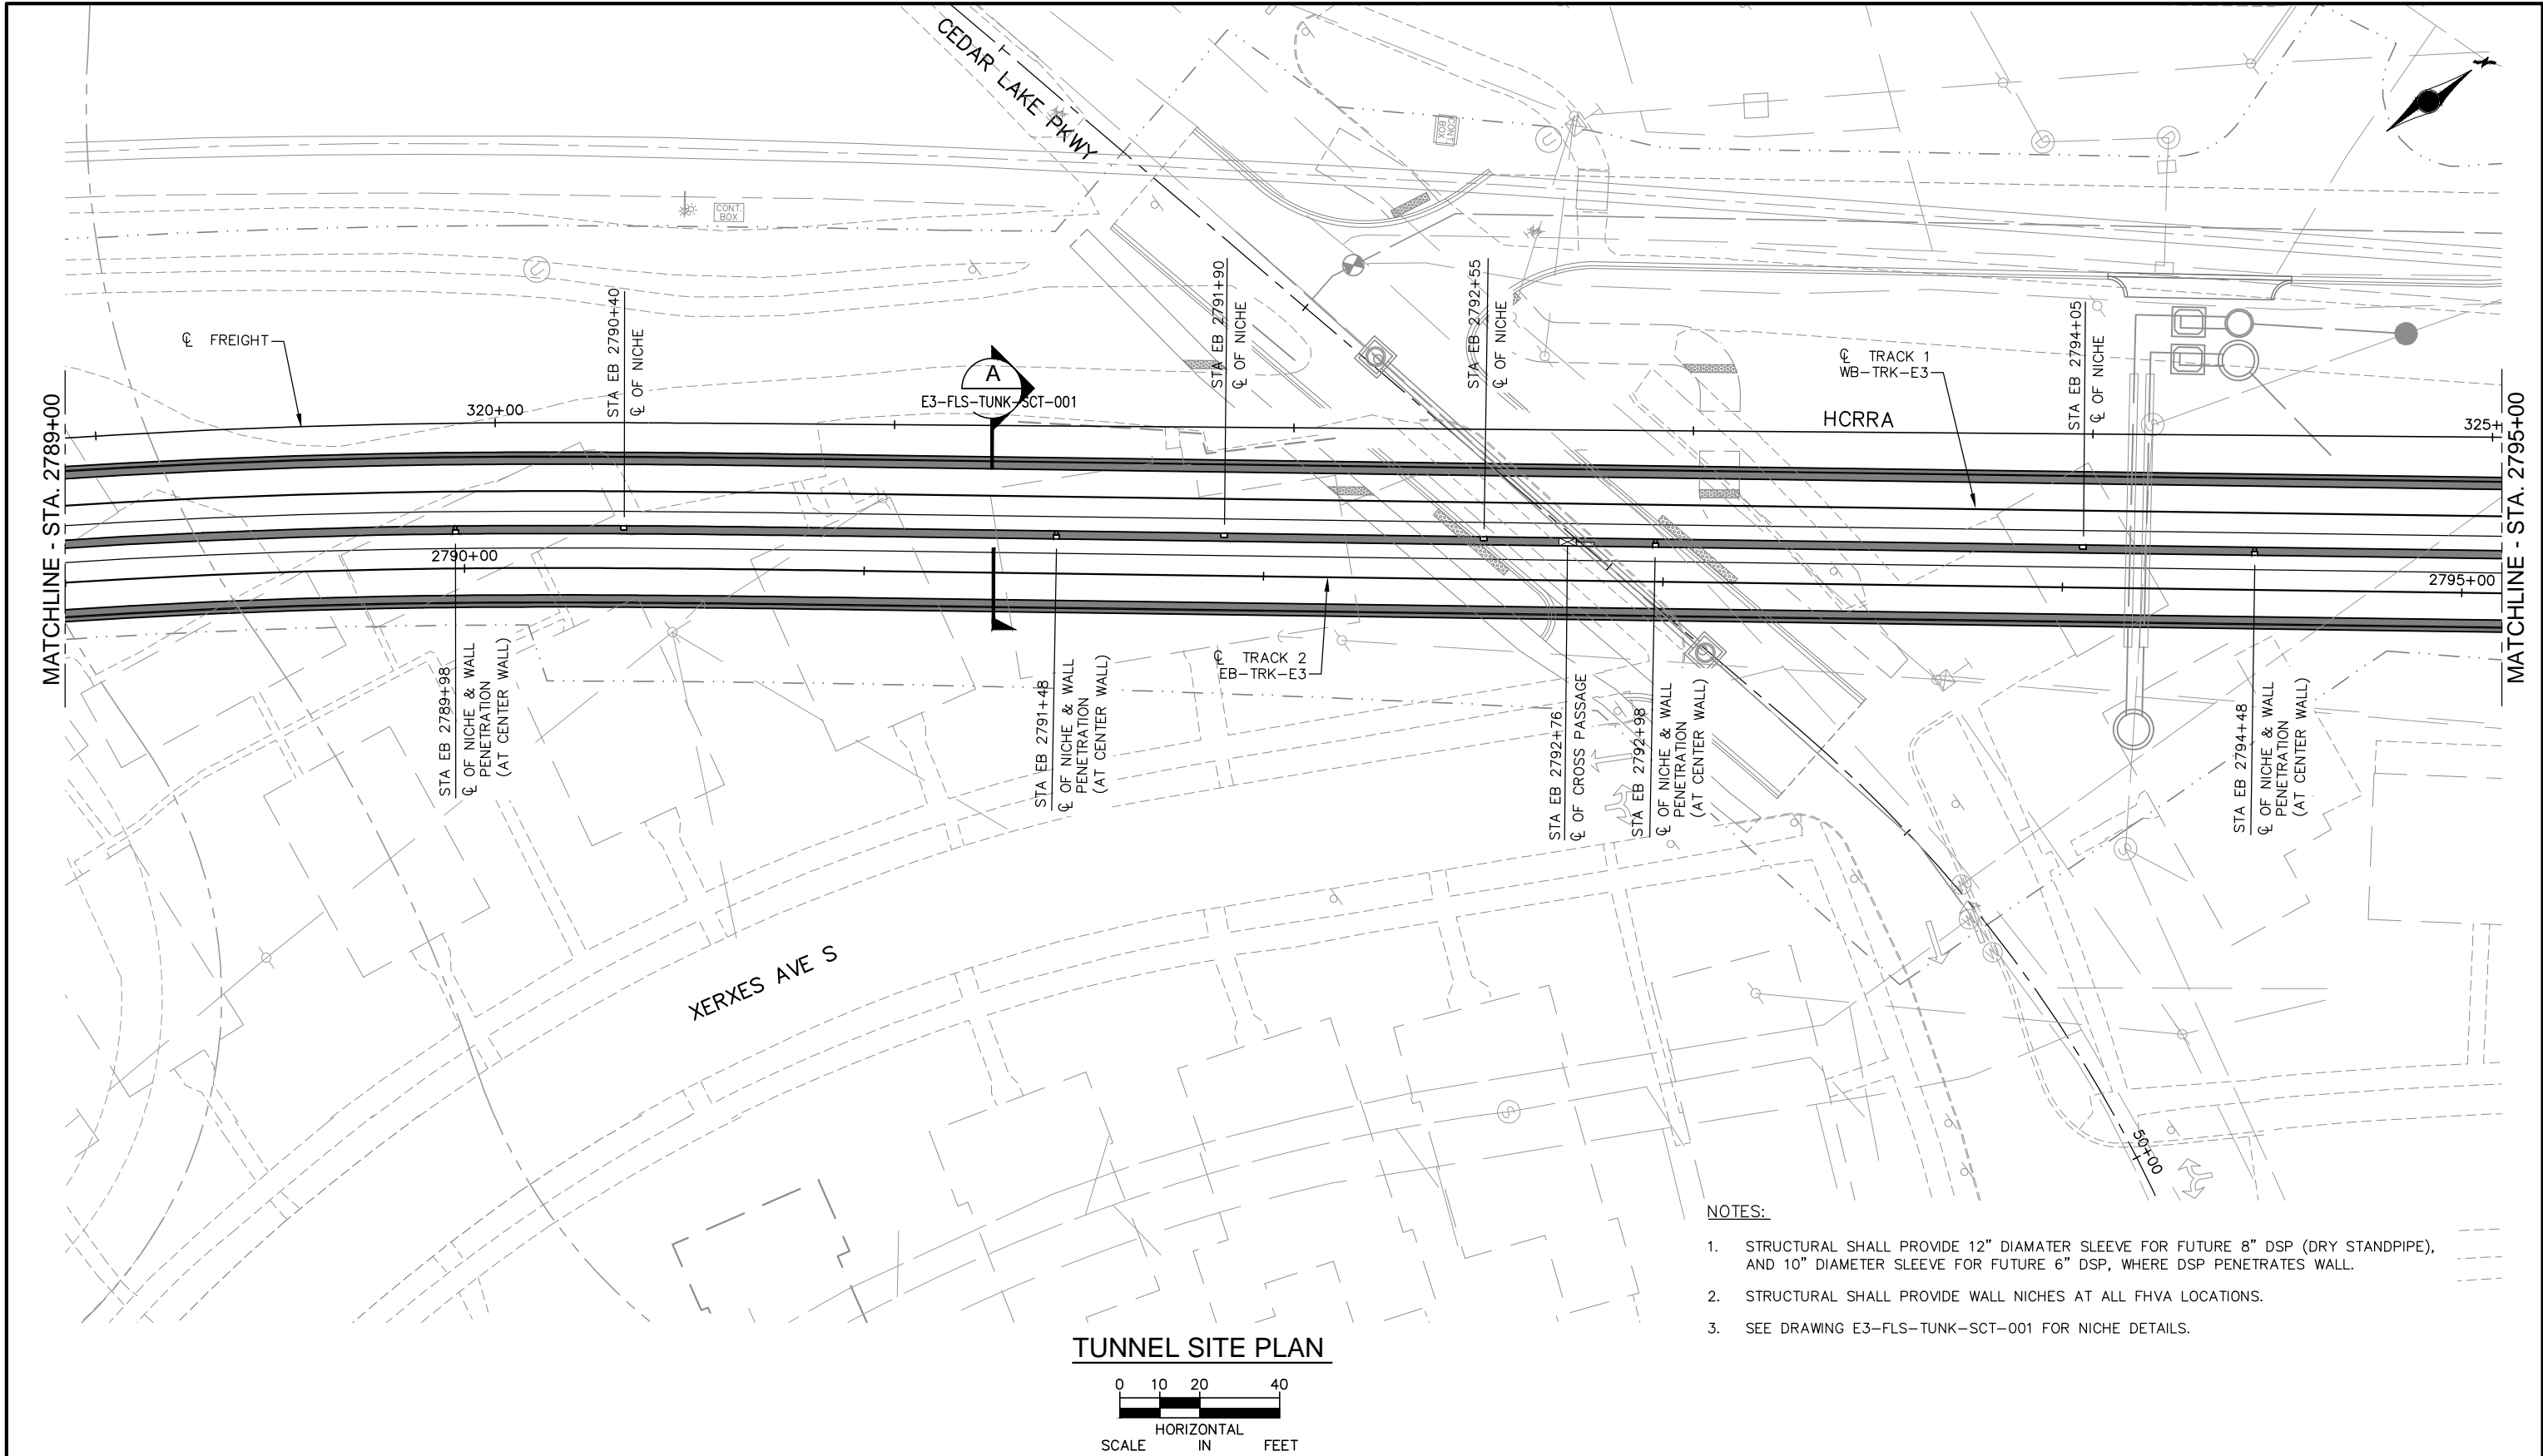 CEDAR LAKE PKWY
CONT.
BOX
CONT.
BOX
℄ FREIGHT
STA EB 2790+40
℄ OF NICHE
A
E3-FLS-TUNK-SCT-001
STA EB 2791+90
℄ OF NICHE
STA EB 2792+55
℄ OF NICHE
℄ TRACK 1
WB-TRK-E3
STA EB 2794+05
℄ OF NICHE
320+00
HCRRA
325+
MATCHLINE - STA. 2789+00
MATCHLINE - STA. 2795+00
2790+00
2795+00
STA EB 2789+98
℄ OF NICHE & WALL
PENETRATION
(AT CENTER WALL)
STA EB 2791+48
℄ OF NICHE & WALL
PENETRATION
(AT CENTER WALL)
℄ TRACK 2
EB-TRK-E3
STA EB 2792+76
℄ OF CROSS PASSAGE
STA EB 2792+98
℄ OF NICHE & WALL
PENETRATION
(AT CENTER WALL)
STA EB 2794+48
℄ OF NICHE & WALL
PENETRATION
(AT CENTER WALL)
XERXES AVE S
S
50+00
NOTES:
1. STRUCTURAL SHALL PROVIDE 12" DIAMATER SLEEVE FOR FUTURE 8" DSP (DRY STANDPIPE),
AND 10" DIAMETER SLEEVE FOR FUTURE 6" DSP, WHERE DSP PENETRATES WALL.
2. STRUCTURAL SHALL PROVIDE WALL NICHES AT ALL FHVA LOCATIONS.
3. SEE DRAWING E3-FLS-TUNK-SCT-001 FOR NICHE DETAILS.
TUNNEL SITE PLAN
0 10 20 40
HORIZONTAL
SCALE IN FEET